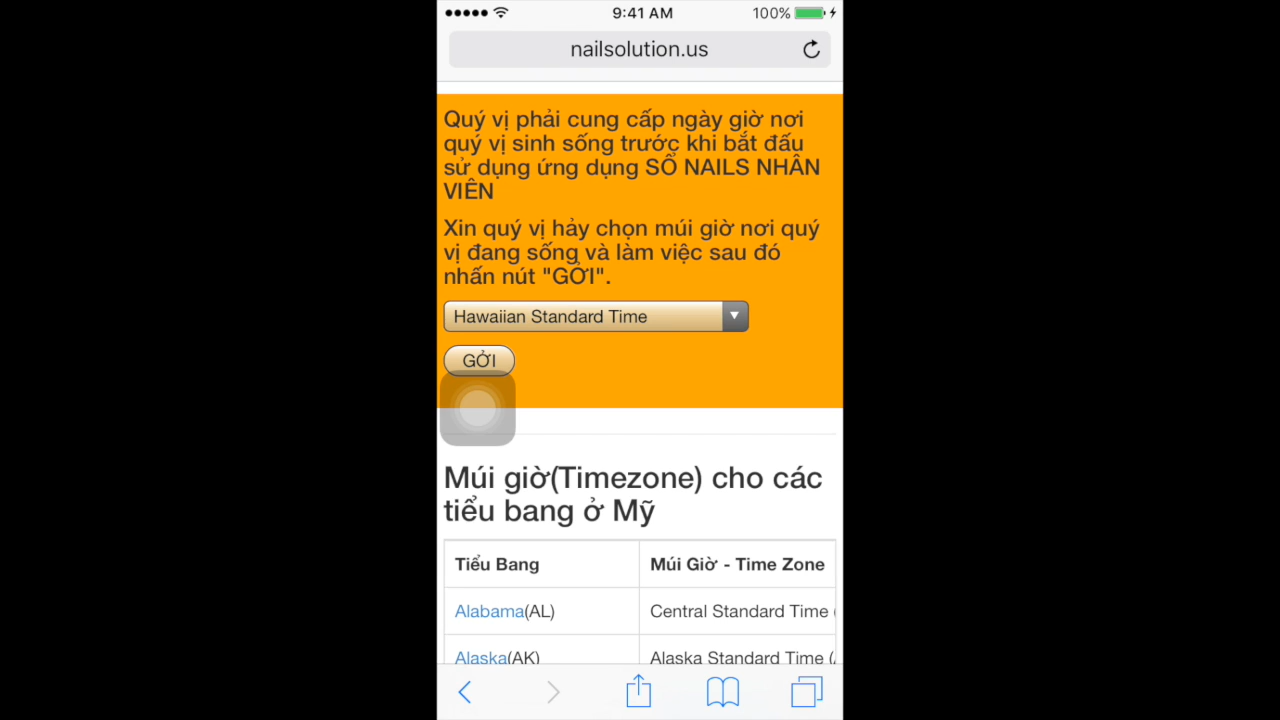 9:41 AM
100%
nailsolution.us
Quý vị phải cung cấp ngày giờ nơi
quý vị sinh sống trước khi bắt đấu
sử dụng ứng dụng SỔ NAILS NHÂN
VIÊN
Xin quý vị hảy chọn múi giờ nơi quý
vị đang sống và làm việc sau đó
nhấn nút "GỞI".
Hawaiian Standard Time
GỞI
Múi giờ(Timezone) cho các
tiểu bang ở Mỹ
Tiểu Bang
Múi Giờ - Time Zone
Alabama(AL)
Central Standard Time (
Alaska(AK)
Alaska Standard Time (